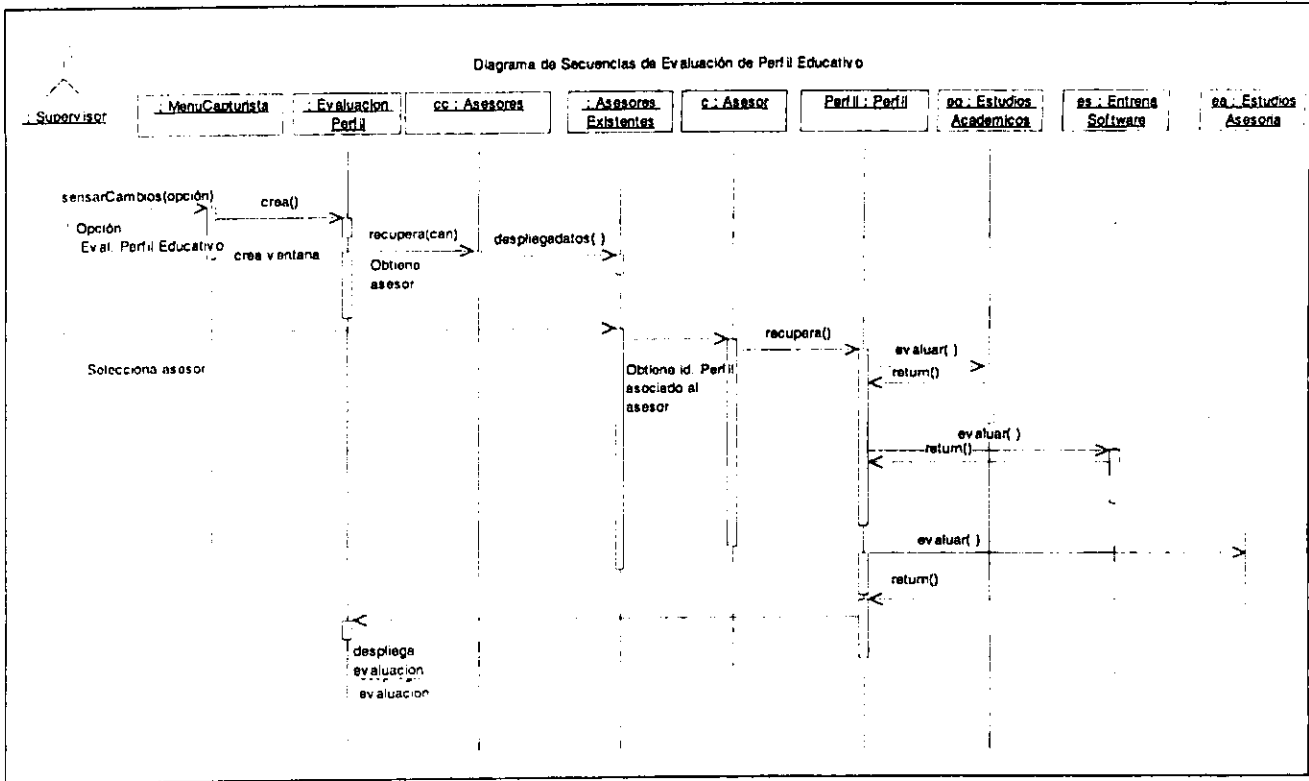 Diagrama de Secuencias de Evaluación de Perfil Educativo
: Supervisor
: MenuCapturista
: Evaluacion
Perfil
cc : Asesores
: Asesores
Existentes
c : Asesor
Perfil : Perfil
eo : Estudios
Academicos
es : Entrena
Software
ea : Estudios
Asesoria
sensarCambios(opción)
crea()
Opción
Eval. Perfil Educativo
crea ventana
recupera(can)
despliegadatos( )
Obtiene
asesor
recupera()
evaluar( )
Selecciona asesor
Obtiene id. Perfil
asociado al
asesor
return()
evaluar( )
return()
evaluar( )
return()
despliega
evaluacion
evaluacion